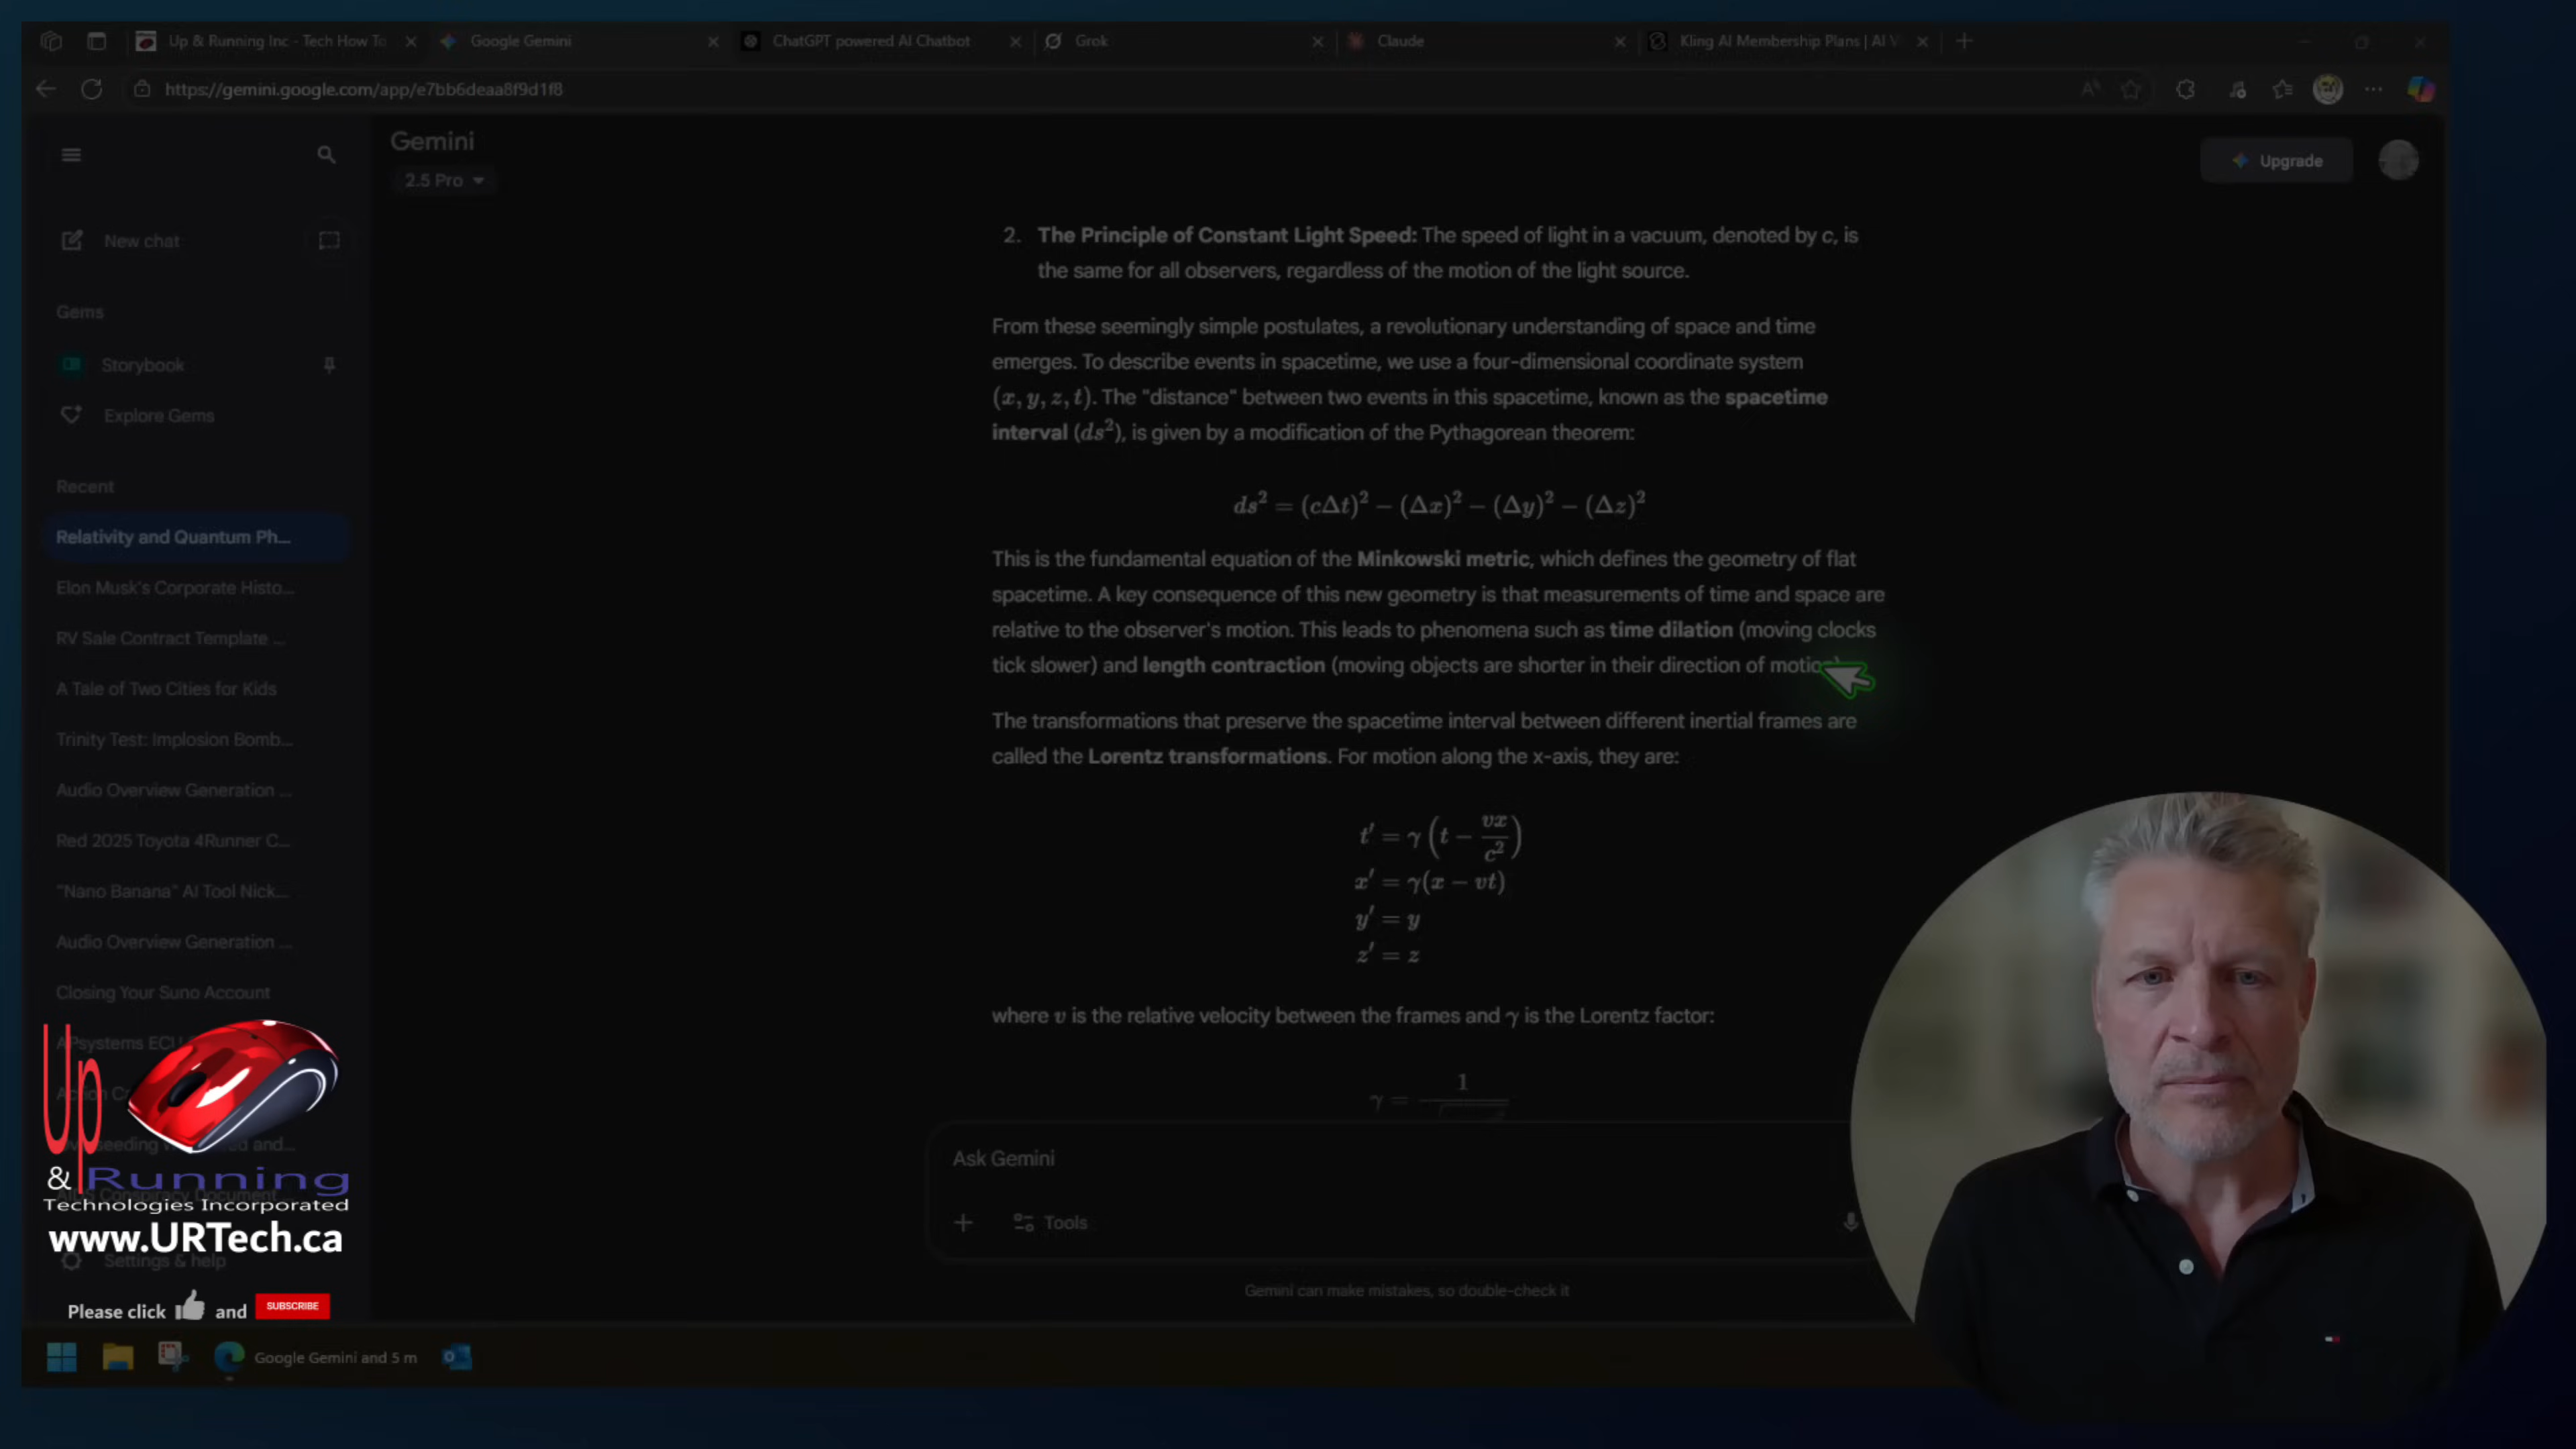 Up & Running Inc - Tech How To
Google Gemini
ChatGPT powered AI Chatbot
Grok
Claude
Kling AI Membership Plans | AI V
https://gemini.google.com/app/e7bb6deaa8f9d1f8
Gemini
2.5 Pro
Upgrade
New chat
Gems
Storybook
Explore Gems
Recent
Relativity and Quantum Ph...
Elon Musk's Corporate Histo...
RV Sale Contract Template ...
A Tale of Two Cities for Kids
Trinity Test: Implosion Bomb...
Audio Overview Generation ...
Red 2025 Toyota 4Runner C...
"Nano Banana" AI Tool Nick...
Audio Overview Generation ...
Closing Your Suno Account
APsystems ECU
Settings & help
2. The Principle of Constant Light Speed: The speed of light in a vacuum, denoted by c, is
the same for all observers, regardless of the motion of the light source.
From these seemingly simple postulates, a revolutionary understanding of space and time
emerges. To describe events in spacetime, we use a four-dimensional coordinate system
(x, y, z, t). The "distance" between two events in this spacetime, known as the spacetime
interval (ds²), is given by a modification of the Pythagorean theorem:
ds² = (cΔt)² − (Δx)² − (Δy)² − (Δz)²
This is the fundamental equation of the Minkowski metric, which defines the geometry of flat
spacetime. A key consequence of this new geometry is that measurements of time and space are
relative to the observer's motion. This leads to phenomena such as time dilation (moving clocks
tick slower) and length contraction (moving objects are shorter in their direction of motion)
The transformations that preserve the spacetime interval between different inertial frames are
called the Lorentz transformations. For motion along the x-axis, they are:
t′ = γ (t − vx/c²)
x′ = γ(x − vt)
y′ = y
z′ = z
where v is the relative velocity between the frames and γ is the Lorentz factor:
γ = 1
Ask Gemini
Tools
Gemini can make mistakes, so double-check it
Up
& Running
Technologies Incorporated
www.URTech.ca
Please click and SUBSCRIBE
Google Gemini and 5 m